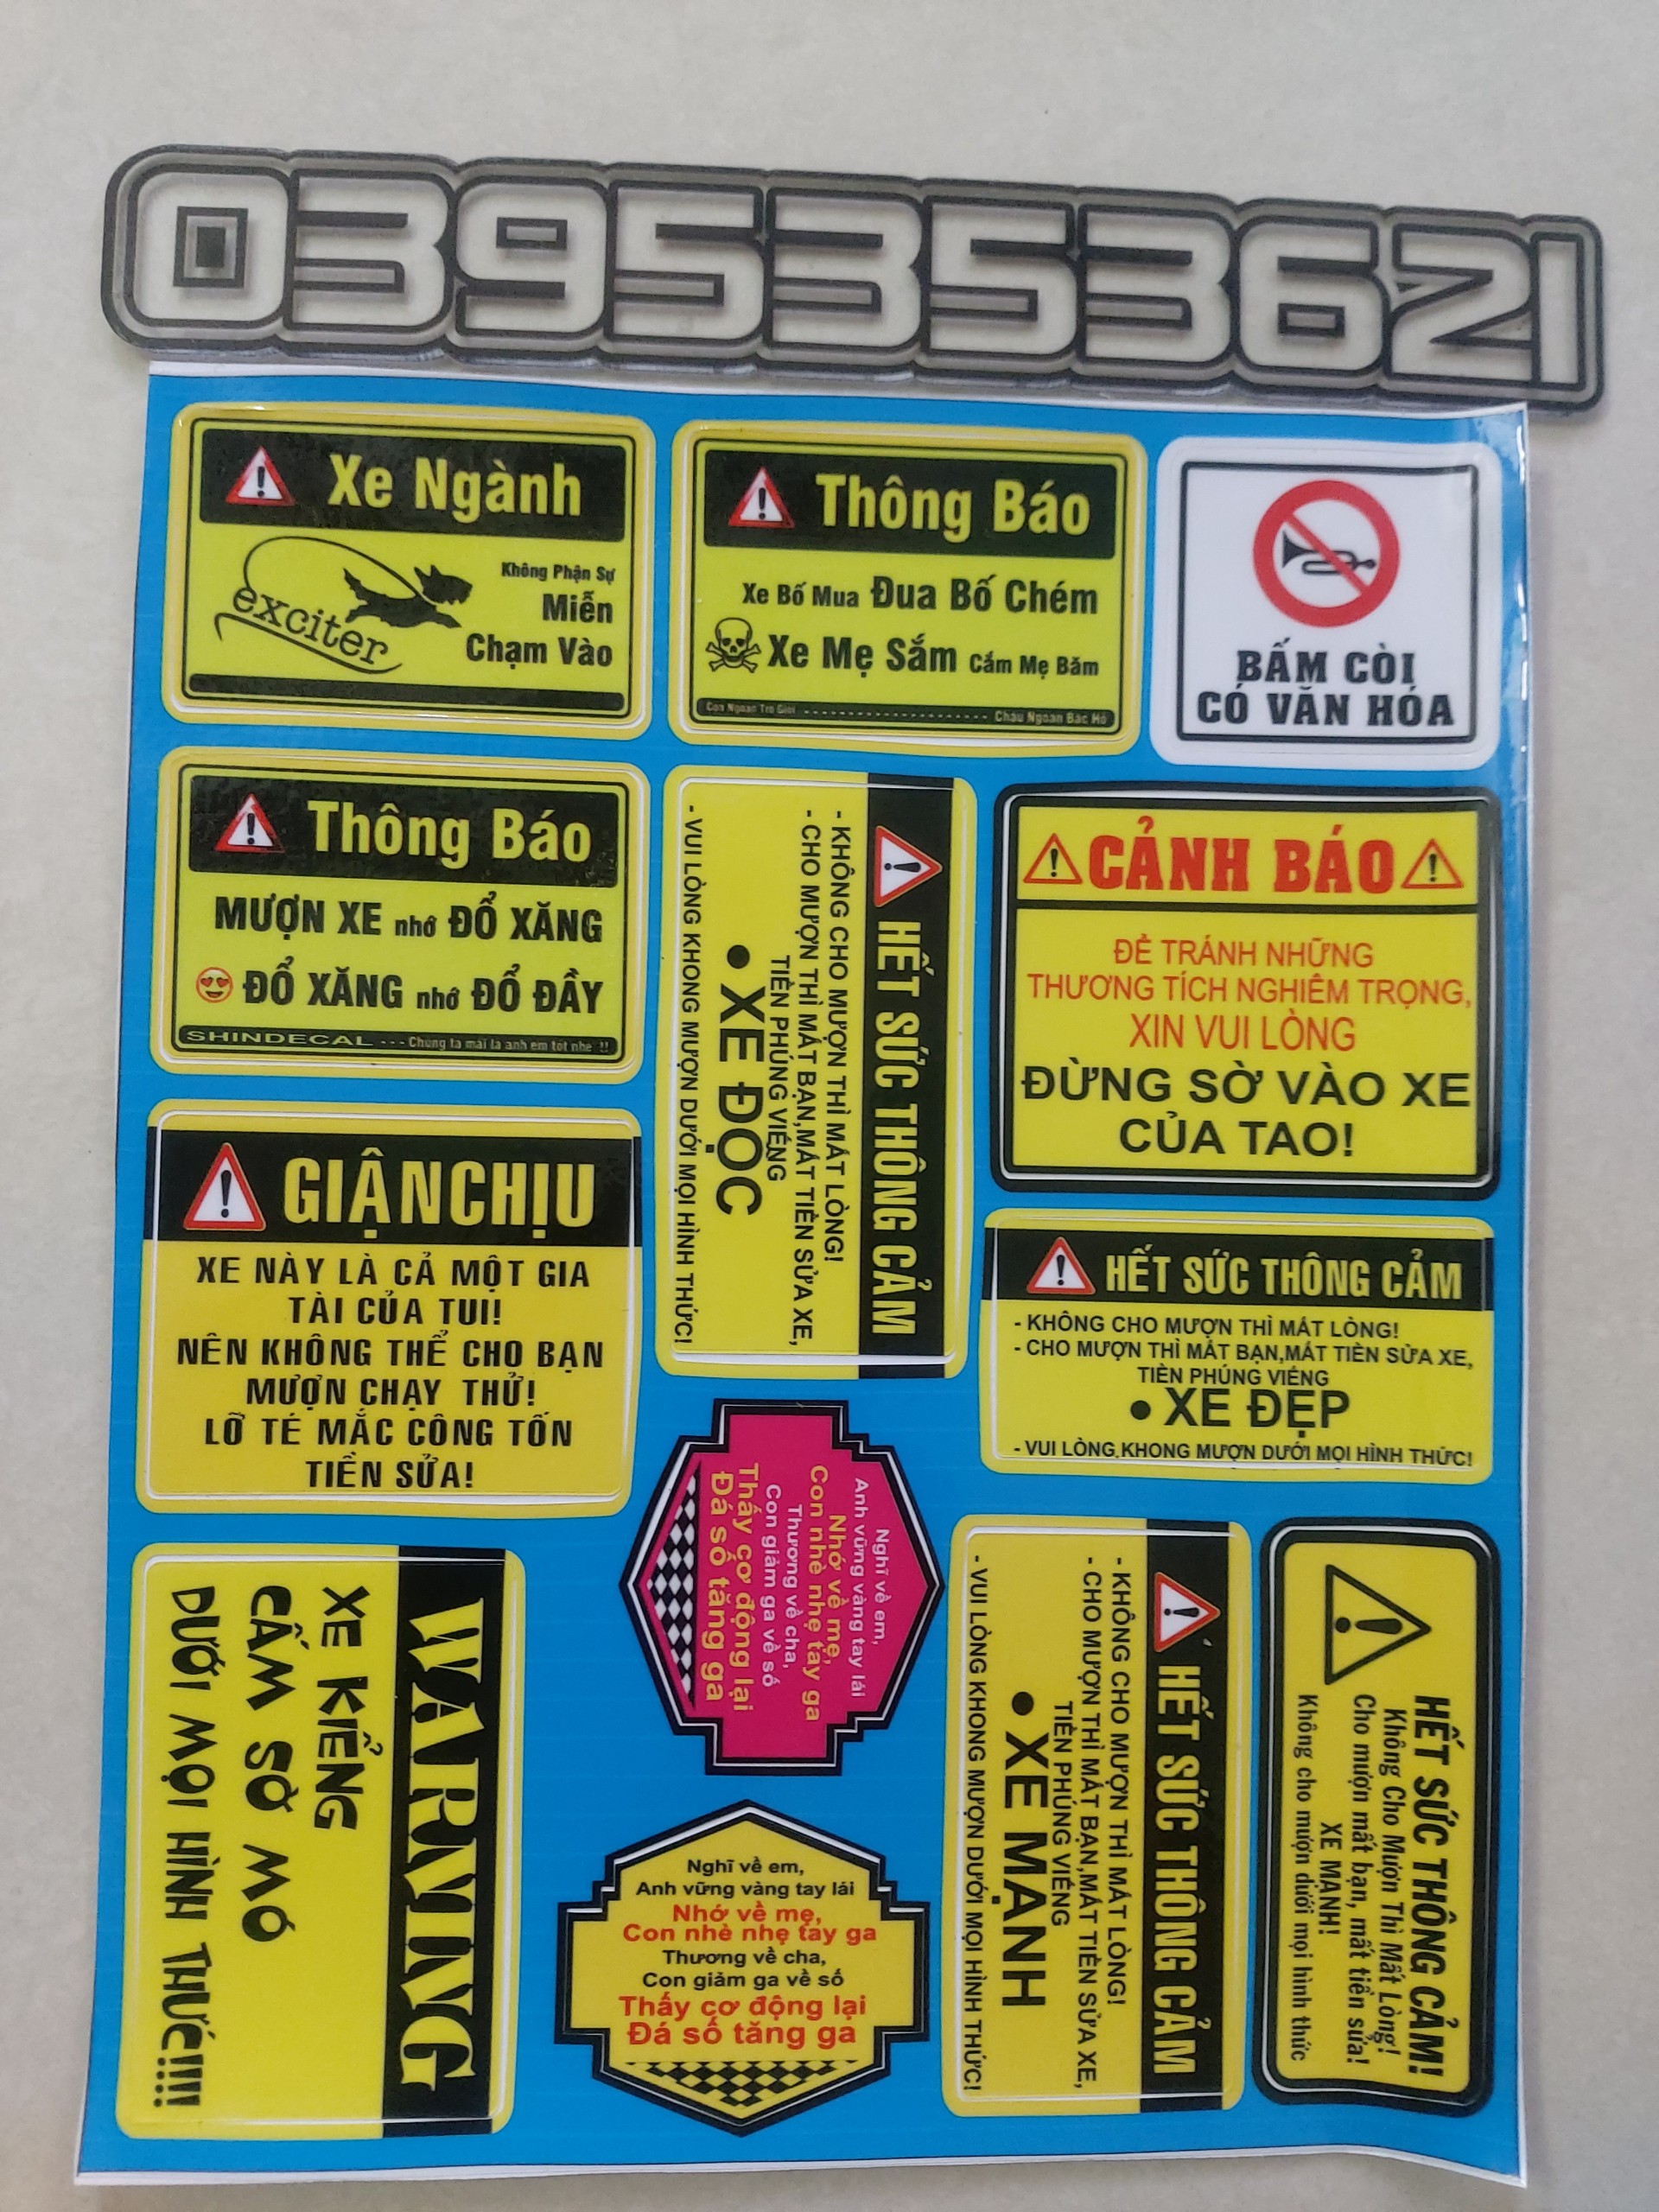 0395353621
Xe Ngành
exciter
Không Phận Sự
Miễn
Chạm Vào
Thông Báo
Xe Bố Mua Đua Bố Chém
Xe Mẹ Sắm Cắm Mẹ Băm
Con Ngoan Trò Giỏi ---------------------- Cháu Ngoan Bác Hồ
BẤM CÒI
CÓ VĂN HÓA
Thông Báo
MƯỢN XE nhớ ĐỔ XĂNG
ĐỔ XĂNG nhớ ĐỔ ĐẦY
SHINDECAL --- Chúng ta mãi là anh em tốt nhé !!
HẾT SỨC THÔNG CẢM
- KHÔNG CHO MƯỢN THÌ MẤT LÒNG!
- CHO MƯỢN THÌ MẤT BẠN,MẤT TIỀN SỬA XE,
TIỀN PHÚNG VIẾNG
• XE ĐỘC
- VUI LÒNG KHONG MƯỢN DƯỚI MỌI HÌNH THỨC!
CẢNH BÁO
ĐỀ TRÁNH NHỮNG
THƯƠNG TÍCH NGHIÊM TRỌNG,
XIN VUI LÒNG
ĐỪNG SỜ VÀO XE
CỦA TAO!
GIẬNCHỊU
XE NÀY LÀ CẢ MỘT GIA
TÀI CỦA TUI!
NÊN KHÔNG THỂ CHO BẠN
MƯỢN CHẠY THỬ!
LỠ TÉ MẮC CÔNG TỐN
TIỀN SỬA!
HẾT SỨC THÔNG CẢM
- KHÔNG CHO MƯỢN THÌ MẤT LÒNG!
- CHO MƯỢN THÌ MẤT BẠN,MẤT TIỀN SỬA XE,
TIỀN PHÚNG VIẾNG
• XE ĐẸP
- VUI LÒNG.KHONG MƯỢN DƯỚI MỌI HÌNH THỨC!
Nghĩ về em,
Anh vững vàng tay lái
Nhớ về mẹ,
Con nhè nhẹ tay ga
Thương về cha,
Con giảm ga về số
Thấy cơ động lại
Đá số tăng ga
WARNING
XE KIỂNG
CẤM SỜ MÓ
DƯỚI MỌI HÌNH THỨC!!!!
Nghĩ về em,
Anh vững vàng tay lái
Nhớ về mẹ,
Con nhè nhẹ tay ga
Thương về cha,
Con giảm ga về số
Thấy cơ động lại
Đá số tăng ga
HẾT SỨC THÔNG CẢM
- KHÔNG CHO MƯỢN THÌ MẤT LÒNG!
- CHO MƯỢN THÌ MẤT BẠN,MẤT TIỀN SỬA XE,
TIỀN PHÚNG VIẾNG
• XE MẠNH
- VUI LÒNG KHONG MƯỢN DƯỚI MỌI HÌNH THỨC!
HẾT SỨC THÔNG CẢM!
Không Cho Mượn Thì Mất Lòng!
Cho mượn mất bạn, mất tiền sửa!
XE MẠNH!
Không cho mượn dưới mọi hình thức